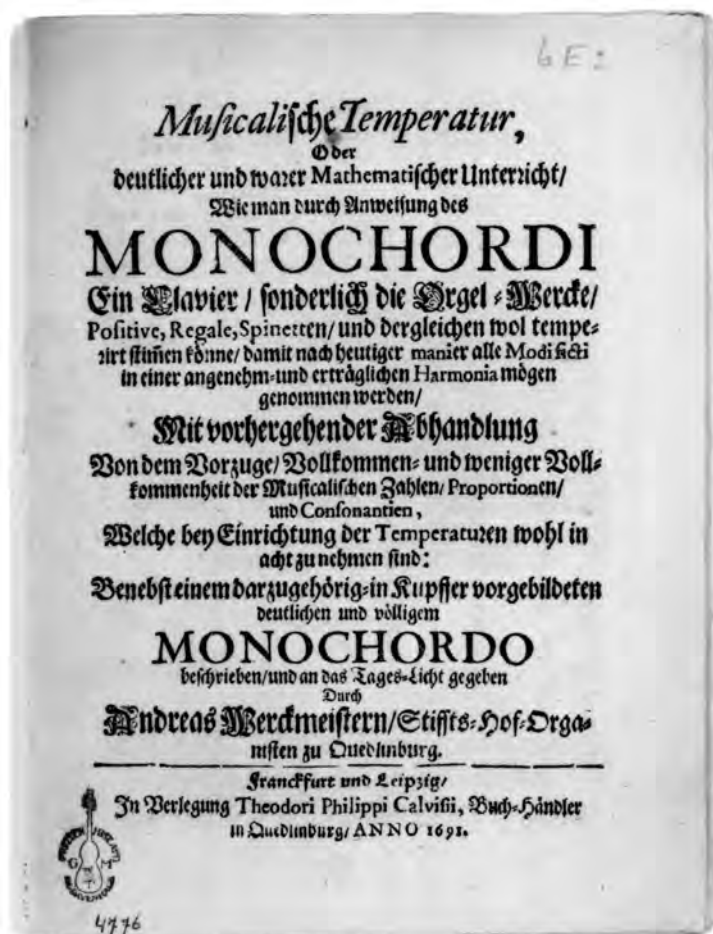 6E:
Musicalische Temperatur,
Oder
deutlicher und warer Mathematischer Unterricht/
Wie man durch Anweisung des
MONOCHORDI
Ein Clavier / sonderlich die Orgel-Wercke/
Positive, Regale, Spinetten/ und dergleichen wol tempe-
rirt stim̄en könne/ damit nach heutiger manier alle Modi ficti
in einer angenehm-und erträglichen Harmonia mögen
genommen werden/
Mit vorhergehender Abhandlung
Von dem Vorzuge/ Vollkommen- und weniger Voll-
kommenheit der Musicalischen Zahlen/ Proportionen/
und Consonantien,
Welche bey Einrichtung der Temperaturen wohl in
acht zu nehmen sind:
Benebst einem darzugehörig-in Kupffer vorgebildeten
deutlichen und völligem
MONOCHORDO
beschrieben/und an das Tages-Licht gegeben
Durch
Andreas Werckmeistern/Stiffts-Hof-Orga-
nisten zu Quedlinburg.
Franckfurt und Leipzig/
In Verlegung Theodori Philippi Calvisii, Buch-Händler
in Quedlinburg/ ANNO 1691.
G M
4776